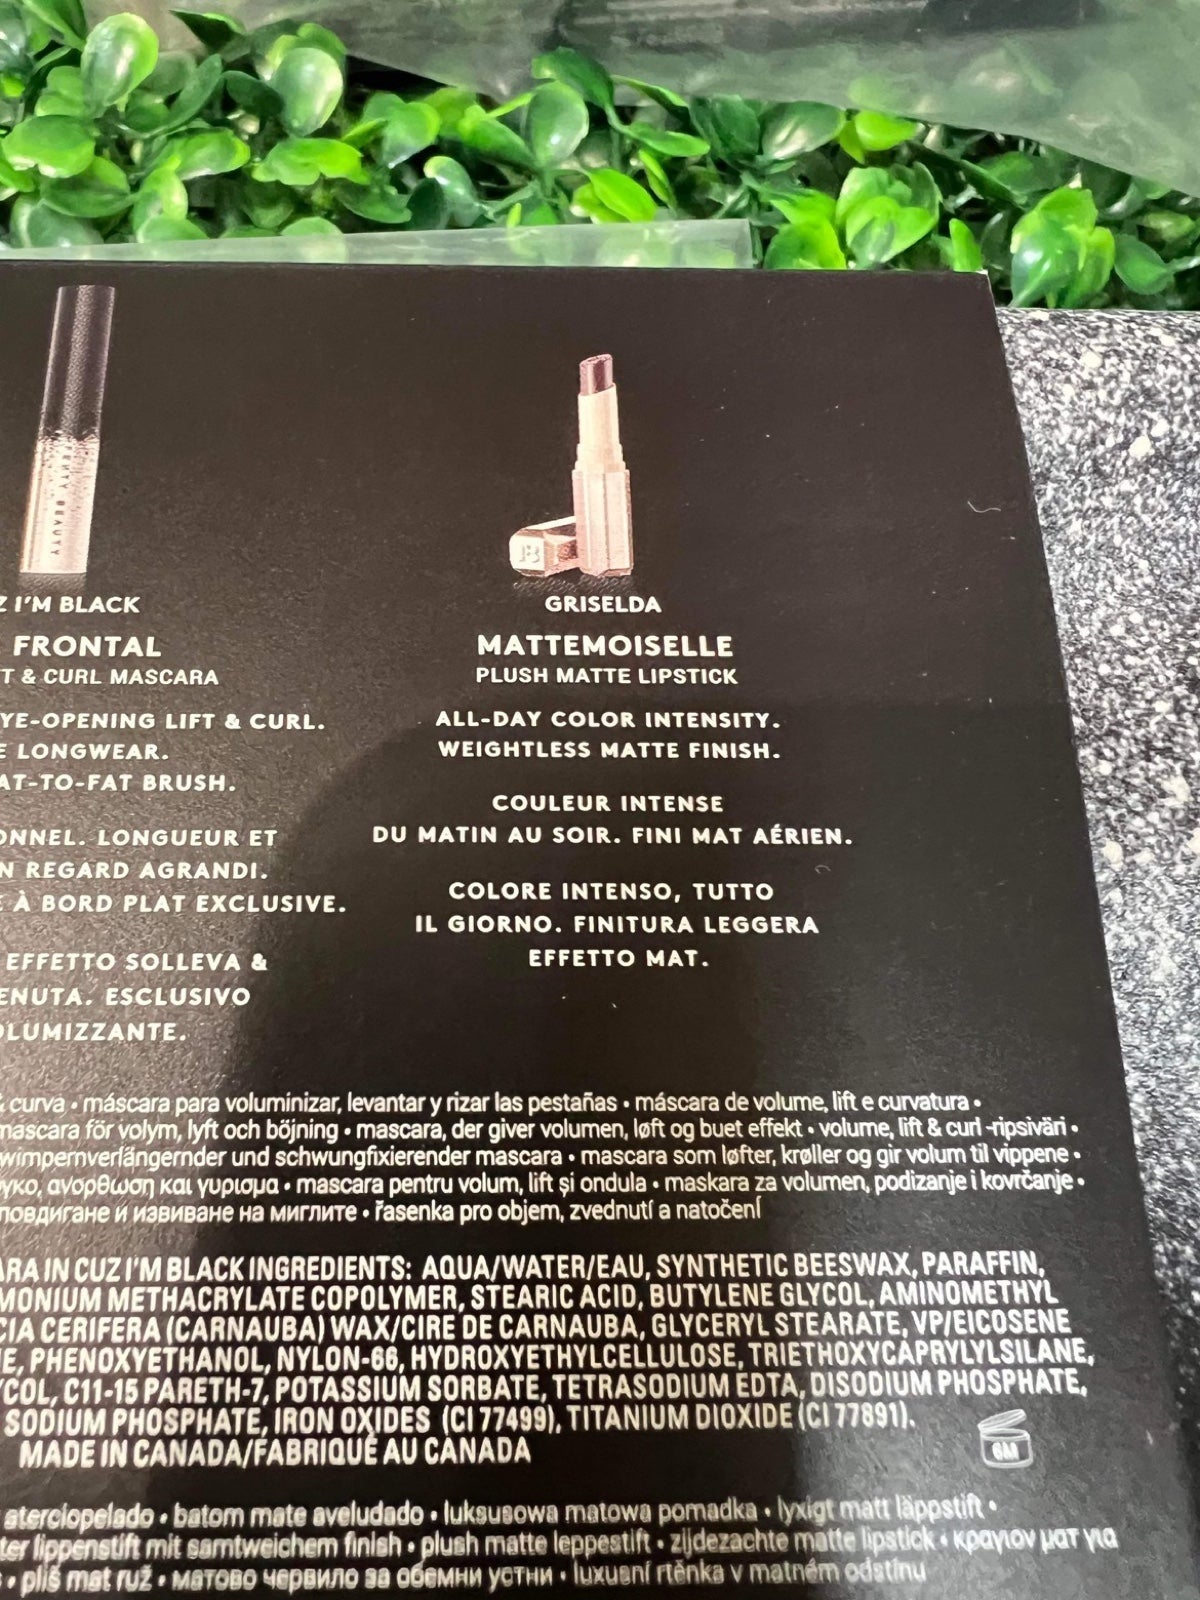 FENTY BEAUTY
Z I'M BLACK
FRONTAL
T & CURL MASCARA
YE-OPENING LIFT & CURL.
E LONGWEAR.
AT-TO-FAT BRUSH.
ONNEL. LONGUEUR ET
N REGARD AGRANDI.
E À BORD PLAT EXCLUSIVE.
EFFETTO SOLLEVA &
ENUTA. ESCLUSIVO
OLUMIZZANTE.
GRISELDA
MATTEMOISELLE
PLUSH MATTE LIPSTICK
ALL-DAY COLOR INTENSITY.
WEIGHTLESS MATTE FINISH.
COULEUR INTENSE
DU MATIN AU SOIR. FINI MAT AÉRIEN.
COLORE INTENSO, TUTTO
IL GIORNO. FINITURA LEGGERA
EFFETTO MAT.
& curva • máscara para voluminizar, levantar y rizar las pestañas • máscara de volume, lift e curvatura •
mascara för volym, lyft och böjning • mascara, der giver volumen, løft og buet effekt • volume, lift & curl -ripsiväri •
wimpernverlängernder und schwungfixierender mascara • mascara som løfter, krøller og gir volum til vippene •
γκο, ανορθωση και γυρισμα • mascara pentru volum, lift și ondula • maskara za volumen, podizanje i kovrčanje •
повдигане и извиване на миглите • řasenka pro objem, zvednutí a natočení
ARA IN CUZ I'M BLACK INGREDIENTS: AQUA/WATER/EAU, SYNTHETIC BEESWAX, PARAFFIN,
MONIUM METHACRYLATE COPOLYMER, STEARIC ACID, BUTYLENE GLYCOL, AMINOMETHYL
CIA CERIFERA (CARNAUBA) WAX/CIRE DE CARNAUBA, GLYCERYL STEARATE, VP/EICOSENE
E, PHENOXYETHANOL, NYLON-66, HYDROXYETHYLCELLULOSE, TRIETHOXYCAPRYLYLSILANE,
YCOL, C11-15 PARETH-7, POTASSIUM SORBATE, TETRASODIUM EDTA, DISODIUM PHOSPHATE,
SODIUM PHOSPHATE, IRON OXIDES (CI 77499), TITANIUM DIOXIDE (CI 77891).
MADE IN CANADA/FABRIQUÉ AU CANADA
6M
aterciopelado • batom mate aveludado • luksusowa matowa pomadka • lyxigt matt läppstift •
ter lippenstift mit samtweichem finish • plush matte leppestift • zijdezachte matte lipstick • κραγιον ματ για
• pliš mat ruž • матово червило за обемни устни • luxusní rtěnka v matném odstínu